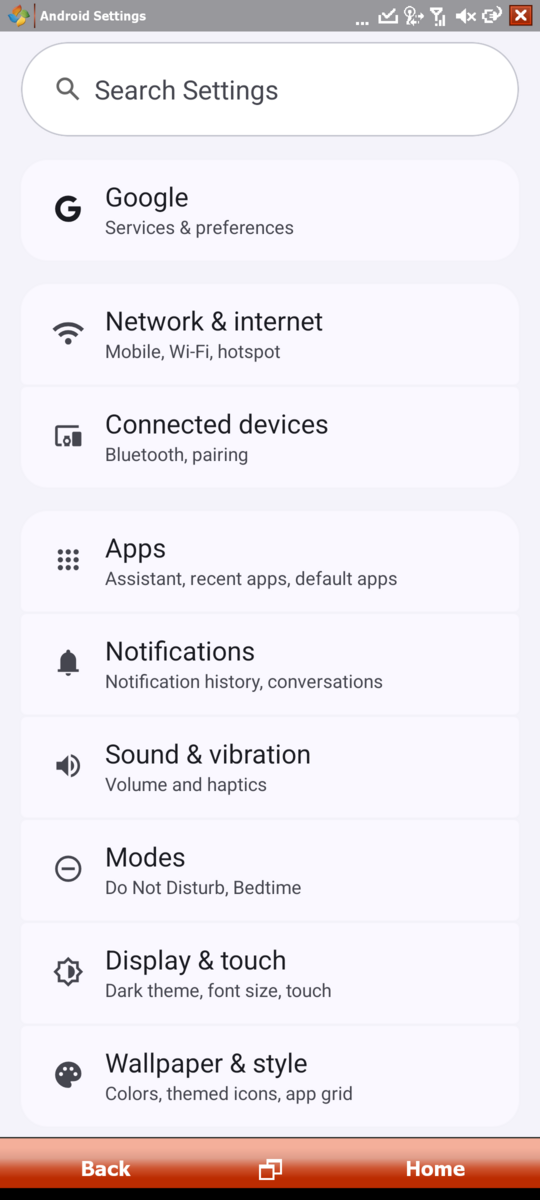 Android Settings
...
Search Settings
Google
Services & preferences
Network & internet
Mobile, Wi-Fi, hotspot
Connected devices
Bluetooth, pairing
Apps
Assistant, recent apps, default apps
Notifications
Notification history, conversations
Sound & vibration
Volume and haptics
Modes
Do Not Disturb, Bedtime
Display & touch
Dark theme, font size, touch
Wallpaper & style
Colors, themed icons, app grid
Back
Home